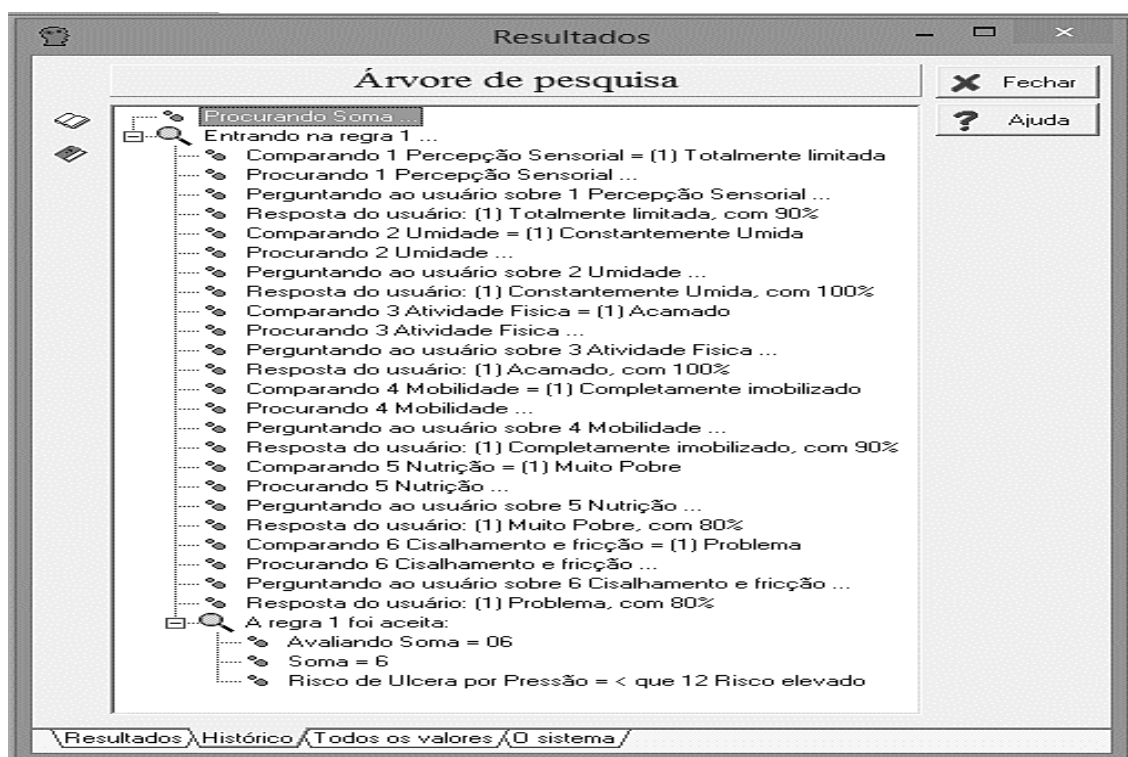 Resultados
Árvore de pesquisa
Fechar
Ajuda
Procurando Soma ...
Entrando na regra 1 ...
Comparando 1 Percepção Sensorial = (1) Totalmente limitada
Procurando 1 Percepção Sensorial ...
Perguntando ao usuário sobre 1 Percepção Sensorial ...
Resposta do usuário: (1) Totalmente limitada, com 90%
Comparando 2 Umidade = (1) Constantemente Umida
Procurando 2 Umidade ...
Perguntando ao usuário sobre 2 Umidade ...
Resposta do usuário: (1) Constantemente Umida, com 100%
Comparando 3 Atividade Fisica = (1) Acamado
Procurando 3 Atividade Fisica ...
Perguntando ao usuário sobre 3 Atividade Fisica ...
Resposta do usuário: (1) Acamado, com 100%
Comparando 4 Mobilidade = (1) Completamente imobilizado
Procurando 4 Mobilidade ...
Perguntando ao usuário sobre 4 Mobilidade ...
Resposta do usuário: (1) Completamente imobilizado, com 90%
Comparando 5 Nutrição = (1) Muito Pobre
Procurando 5 Nutrição ...
Perguntando ao usuário sobre 5 Nutrição ...
Resposta do usuário: (1) Muito Pobre, com 80%
Comparando 6 Cisalhamento e fricção = (1) Problema
Procurando 6 Cisalhamento e fricção ...
Perguntando ao usuário sobre 6 Cisalhamento e fricção ...
Resposta do usuário: (1) Problema, com 80%
A regra 1 foi aceita:
Avaliando Soma = 06
Soma = 6
Risco de Ulcera por Pressão = < que 12 Risco elevado
Resultados Histórico Todos os valores O sistema